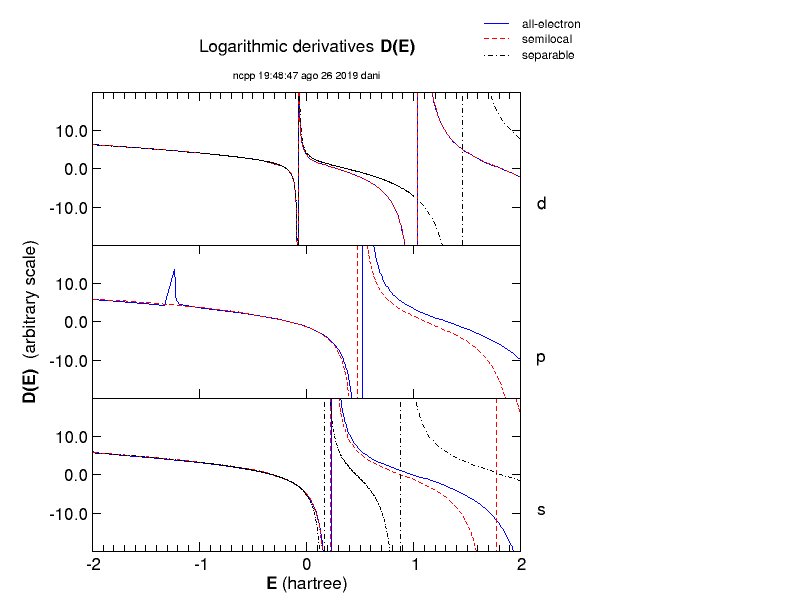 all-electron
Logarithmic derivatives D(E)
semilocal
separable
ncpp 19:48:47 ago 26 2019 dani
10.0
0.0
-10.0
d
10.0
0.0
-10.0
p
D(E) (arbitrary scale)
10.0
0.0
-10.0
s
-2 -1 0 1 2
E (hartree)